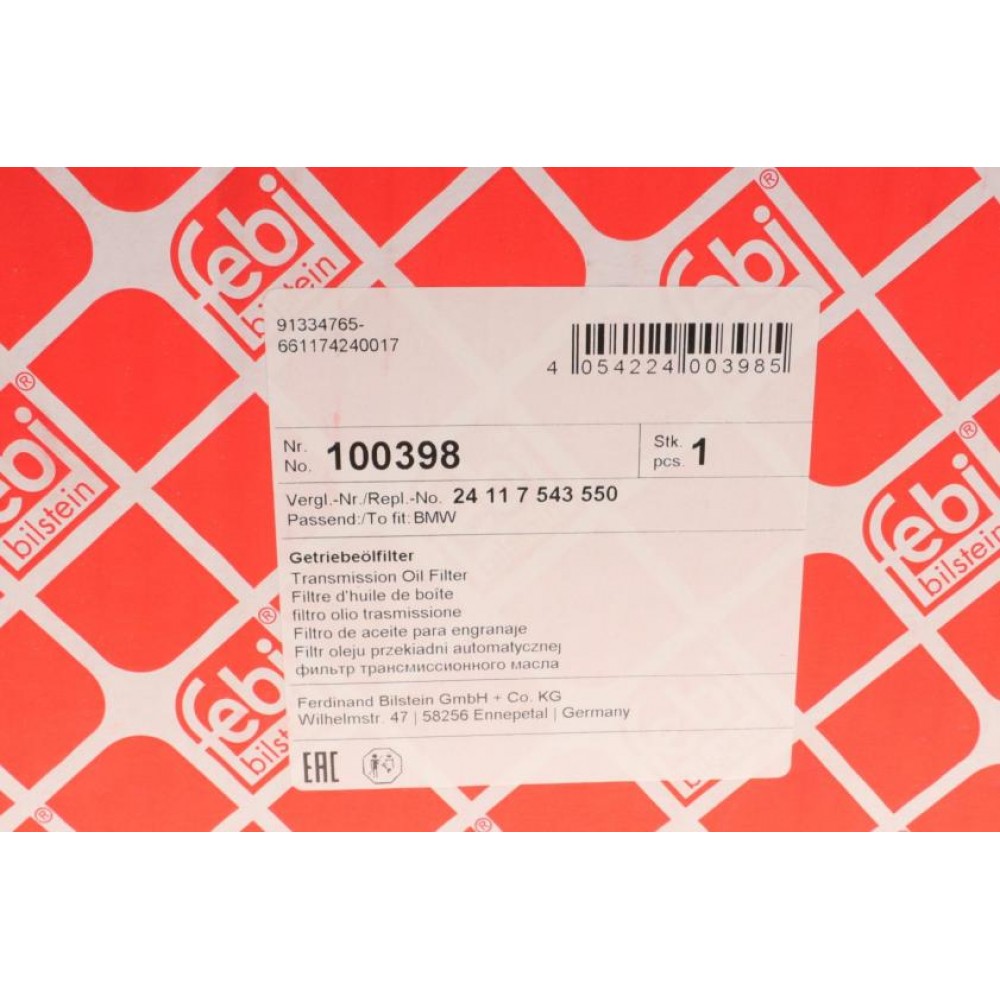 febi
bilstein
®
febi
bilstein
®
91334765-
661174240017
4 054224 003985
Nr.
No. 100398
Stk.
pcs. 1
Vergl.-Nr./Repl.-No. 24 11 7 543 550
Passend:/To fit: BMW
Getriebeölfilter
Transmission Oil Filter
Filtre d'huile de boîte
filtro olio trasmissione
Filtro de aceite para engranaje
Filtr oleju przekładni automatycznej
фильтр трансмиссионного масла
Ferdinand Bilstein GmbH + Co. KG
Wilhelmstr. 47 | 58256 Ennepetal | Germany
EAC
ebi
bilstein
®
febi
bilstein
®
febi
bilst
®
®